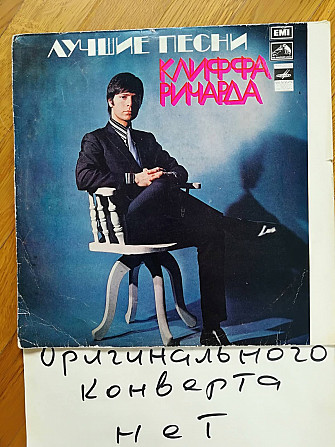 ЛУЧШИЕ ПЕСНИ
КЛИФФА
РИЧАРДА
EMI
Оригинального
конверта
нет